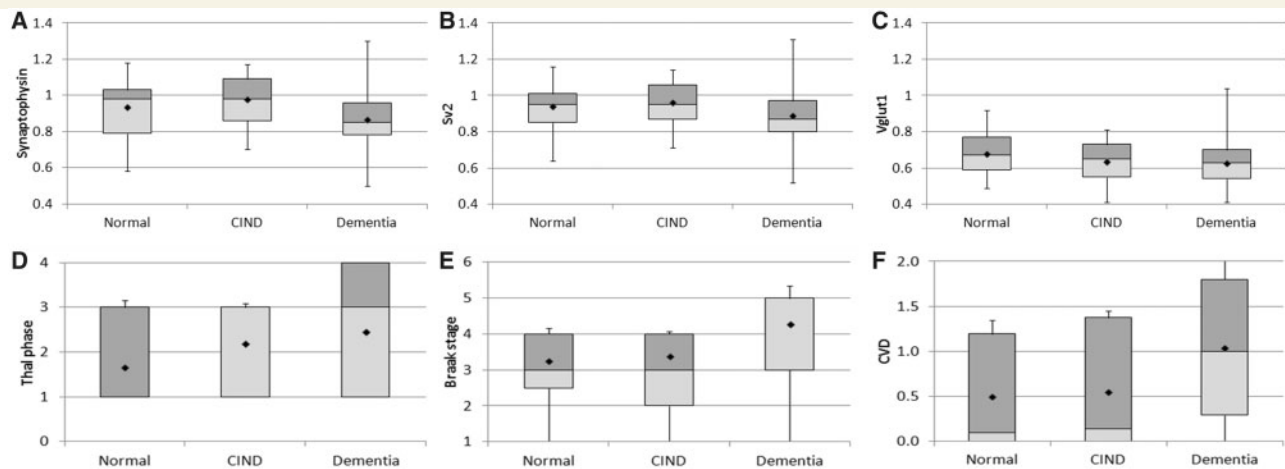 A
1.4
1.2
1
0.8
0.6
0.4
Synaptophysin
Normal
CIND
Dementia
B
1.4
1.2
1
0.8
0.6
0.4
Sv2
Normal
CIND
Dementia
C
1.4
1.2
1
0.8
0.6
0.4
Vglut1
Normal
CIND
Dementia
D
4
3
2
1
0
Thal phase
Normal
CIND
Dementia
E
6
5
4
3
2
1
Braak stage
Normal
CIND
Dementia
F
2.0
1.5
1.0
0.5
0.0
CVD
Normal
CIND
Dementia